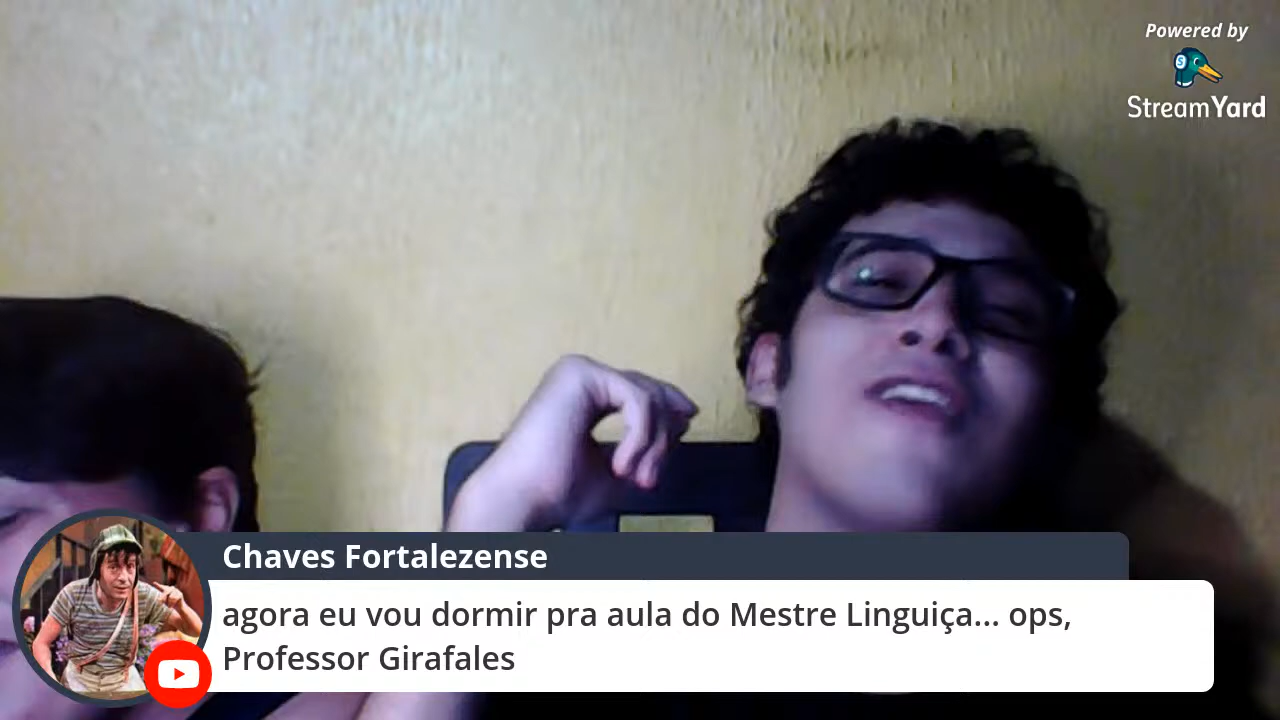 Powered by
StreamYard
Chaves Fortalezense
agora eu vou dormir pra aula do Mestre Linguiça... ops,
Professor Girafales